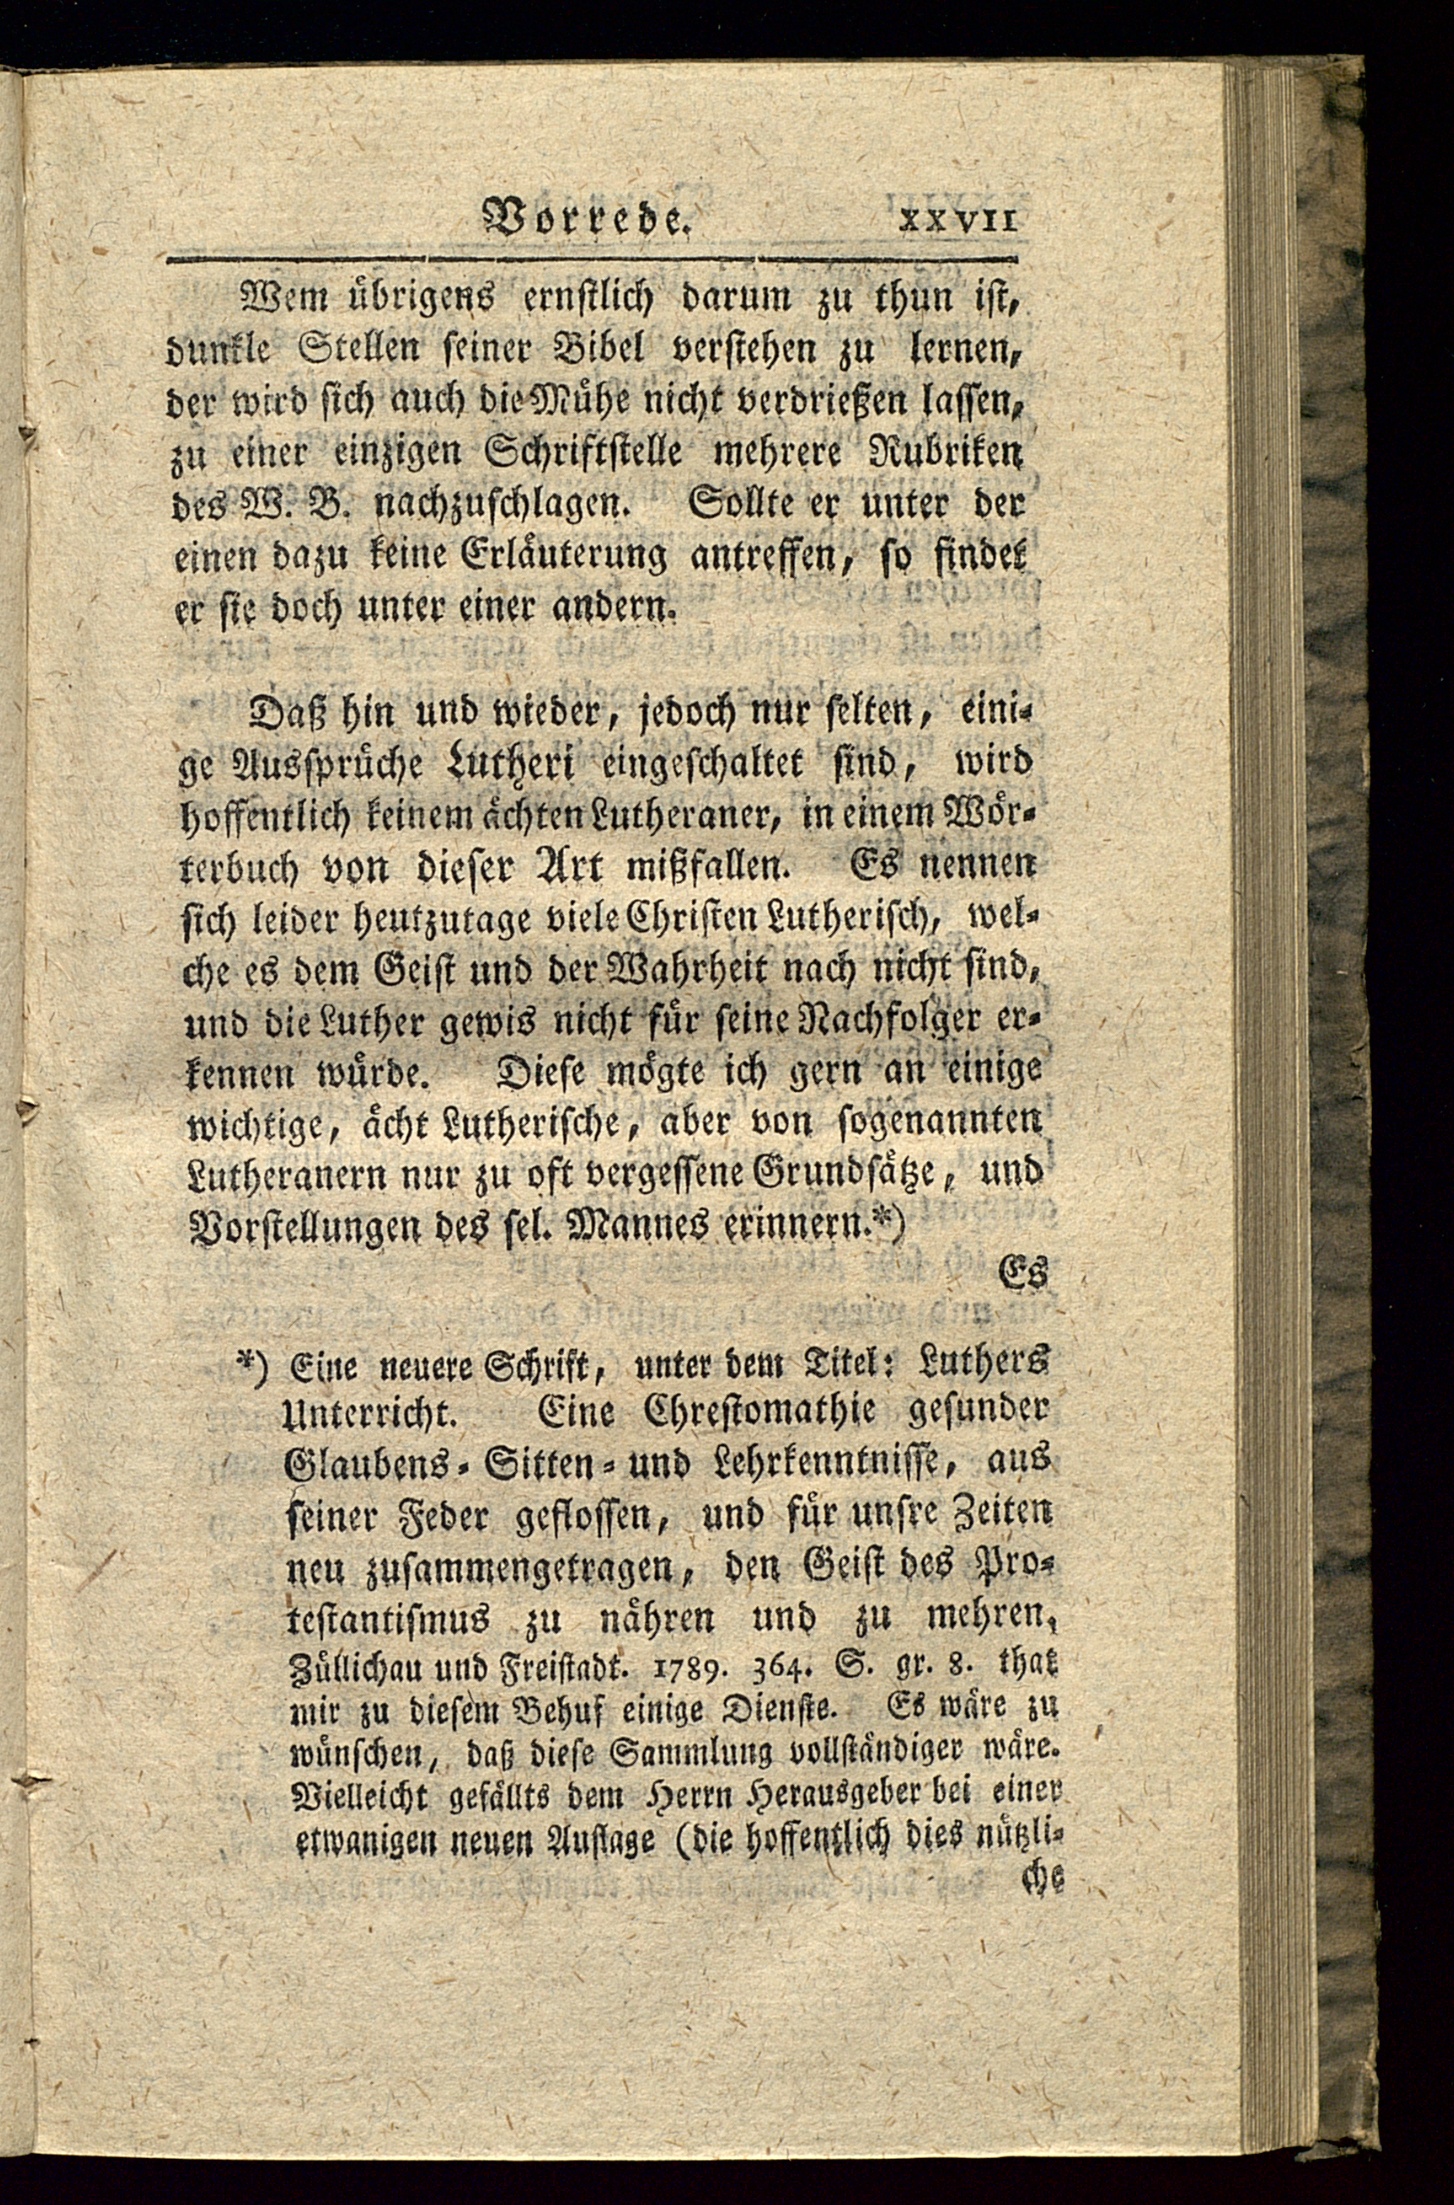 Vorrede. XXVII
Wem übrigens ernstlich darum zu thun ist,
dunkle Stellen seiner Bibel verstehen zu lernen,
der wird sich auch die Mühe nicht verdrießen lassen,
zu einer einzigen Schriftstelle mehrere Rubriken
des W. B. nachzuschlagen. Sollte er unter der
einen dazu keine Erläuterung antreffen, so findet
er sie doch unter einer andern.
Daß hin und wieder, jedoch nur selten, eini-
ge Aussprüche Lutheri eingeschaltet sind, wird
hoffentlich keinem ächten Lutheraner, in einem Wör-
terbuch von dieser Art mißfallen. Es nennen
sich leider heutzutage viele Christen Lutherisch, wel-
che es dem Geist und der Wahrheit nach nicht sind,
und die Luther gewis nicht für seine Nachfolger er-
kennen würde. Diese mögte ich gern an einige
wichtige, ächt Lutherische, aber von sogenannten
Lutheranern nur zu oft vergessene Grundsätze, und
Vorstellungen des sel. Mannes erinnern.*)
Es
*) Eine neuere Schrift, unter dem Titel: Luthers
Unterricht. Eine Chrestomathie gesunder
Glaubens- Sitten- und Lehrkenntnisse, aus
seiner Feder geflossen, und für unsre Zeiten
neu zusammengetragen, den Geist des Pro-
testantismus zu nähren und zu mehren,
Züllichau und Freistadt. 1789. 364. S. gr. 8. that
mir zu diesem Behuf einige Dienste. Es wäre zu
wünschen, daß diese Sammlung vollständiger wäre.
Vielleicht gefällts dem Herrn Herausgeber bei einer
etwanigen neuen Auflage (die hoffentlich dies nützli-
che